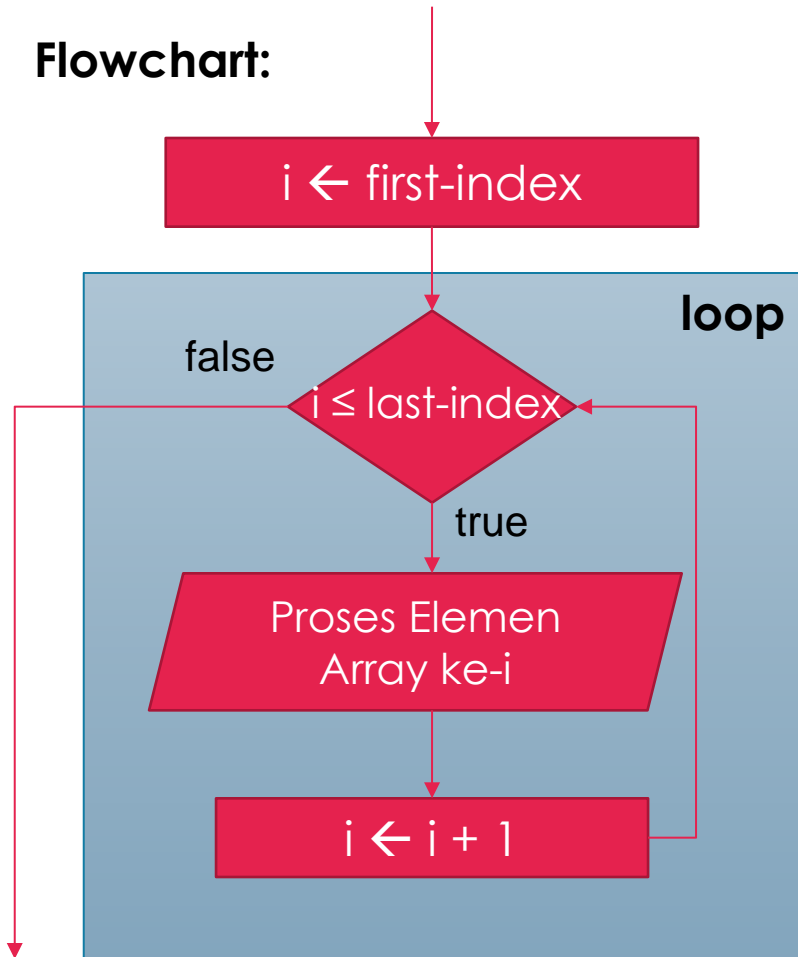 Flowchart:
i ← first-index
loop
false
i ≤ last-index
true
Proses Elemen
Array ke-i
i ← i + 1